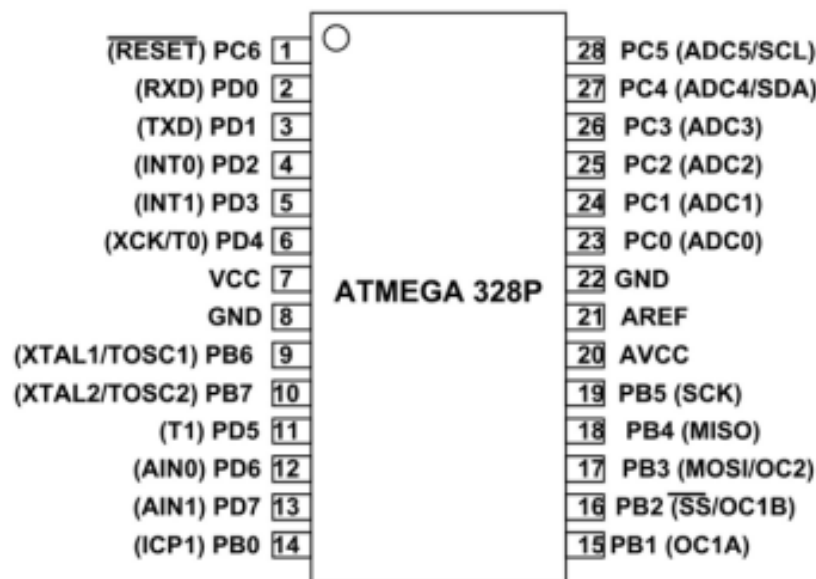 (RESET) PC6 1
(RXD) PD0 2
(TXD) PD1 3
(INT0) PD2 4
(INT1) PD3 5
(XCK/T0) PD4 6
VCC 7
GND 8
(XTAL1/TOSC1) PB6 9
(XTAL2/TOSC2) PB7 10
(T1) PD5 11
(AIN0) PD6 12
(AIN1) PD7 13
(ICP1) PB0 14
ATMEGA 328P
28 PC5 (ADC5/SCL)
27 PC4 (ADC4/SDA)
26 PC3 (ADC3)
25 PC2 (ADC2)
24 PC1 (ADC1)
23 PC0 (ADC0)
22 GND
21 AREF
20 AVCC
19 PB5 (SCK)
18 PB4 (MISO)
17 PB3 (MOSI/OC2)
16 PB2 (SS/OC1B)
15 PB1 (OC1A)